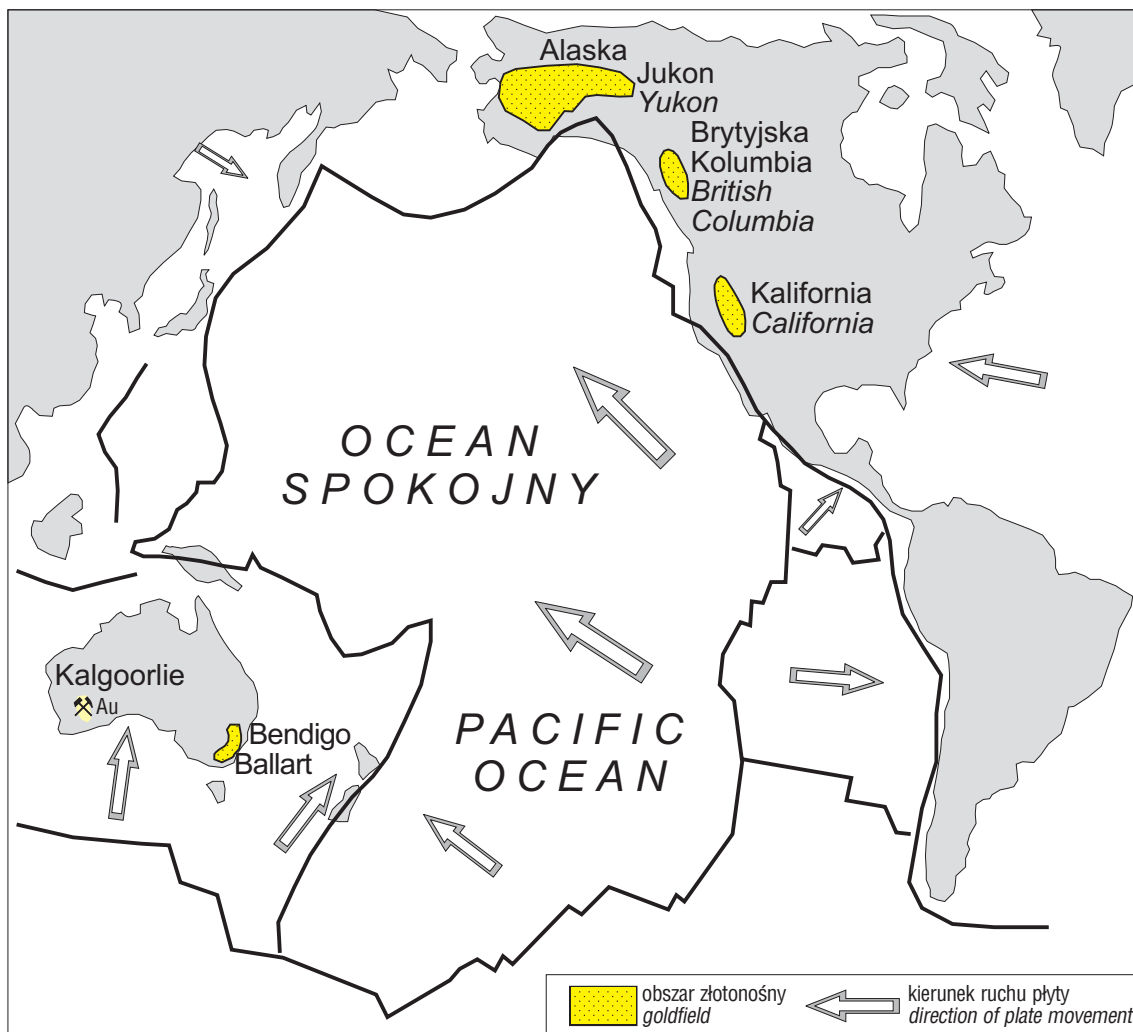 Alaska
Jukon
Yukon
Brytyjska
Kolumbia
British
Columbia
Kalifornia
California
OCEAN
SPOKOJNY
Kalgoorlie
Au
Bendigo
Ballart
PACIFIC
OCEAN
obszar złotonośny
goldfield
kierunek ruchu płyty
direction of plate movement